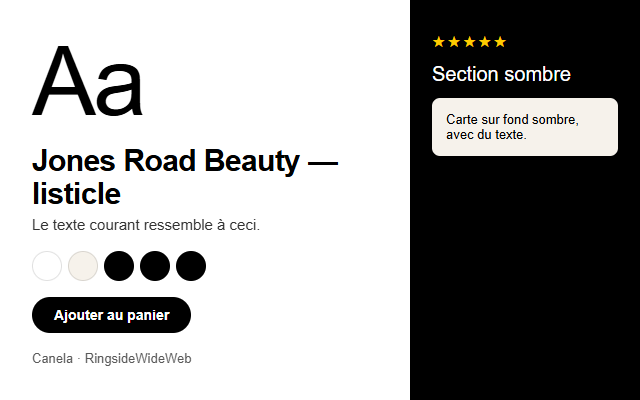 Aa
Jones Road Beauty —
listicle
Le texte courant ressemble à ceci.
Ajouter au panier
Canela · RingsideWideWeb
★★★★★
Section sombre
Carte sur fond sombre,
avec du texte.